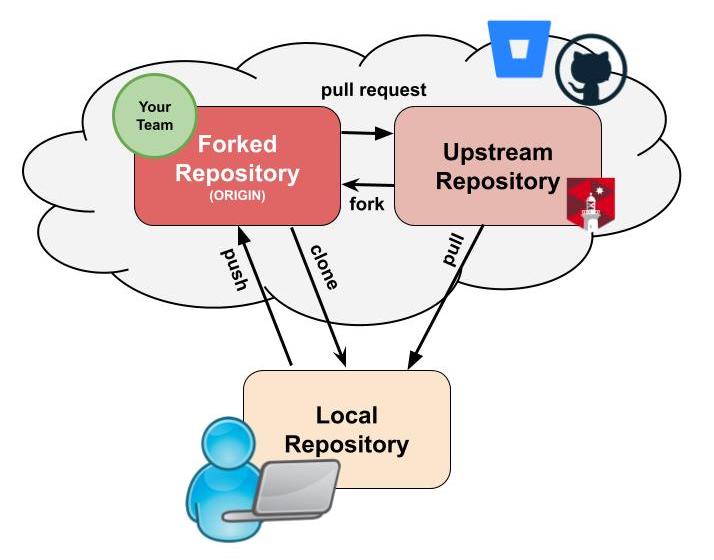 pull request
Your
Team
Forked
Repository
(ORIGIN)
Upstream
Repository
fork
push
clone
pull
Local
Repository